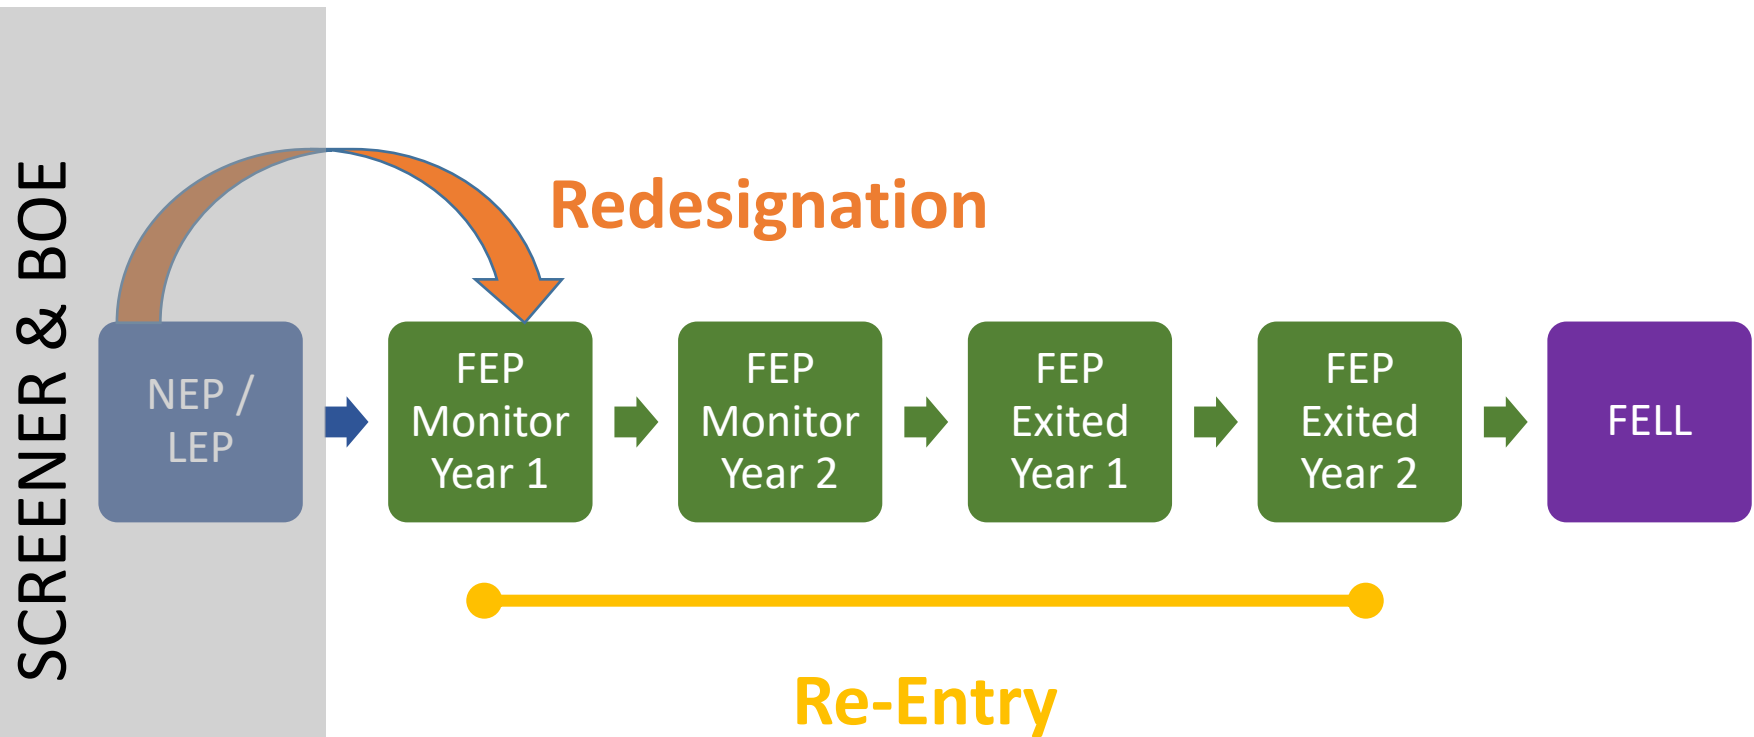 SCREENER & BOE
Redesignation
NEP /
LEP
FEP
Monitor
Year 1
FEP
Monitor
Year 2
FEP
Exited
Year 1
FEP
Exited
Year 2
FELL
Re-Entry